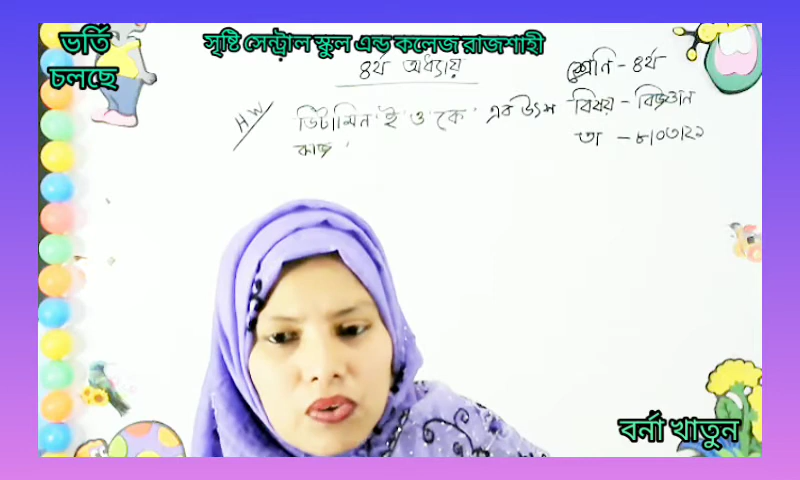 ভর্তি
চলছে
সৃষ্টি সেন্ট্রাল স্কুল এন্ড কলেজ রাজশাহী
৪র্থ অধ্যায়
শ্রেনি - ৪র্থ
বিষয় - বিজ্ঞান
তা - ৮/০৩/২১
HW
ভিটামিন 'ই' ও 'কে' এর উৎস
কাজ
বর্না খাতুন